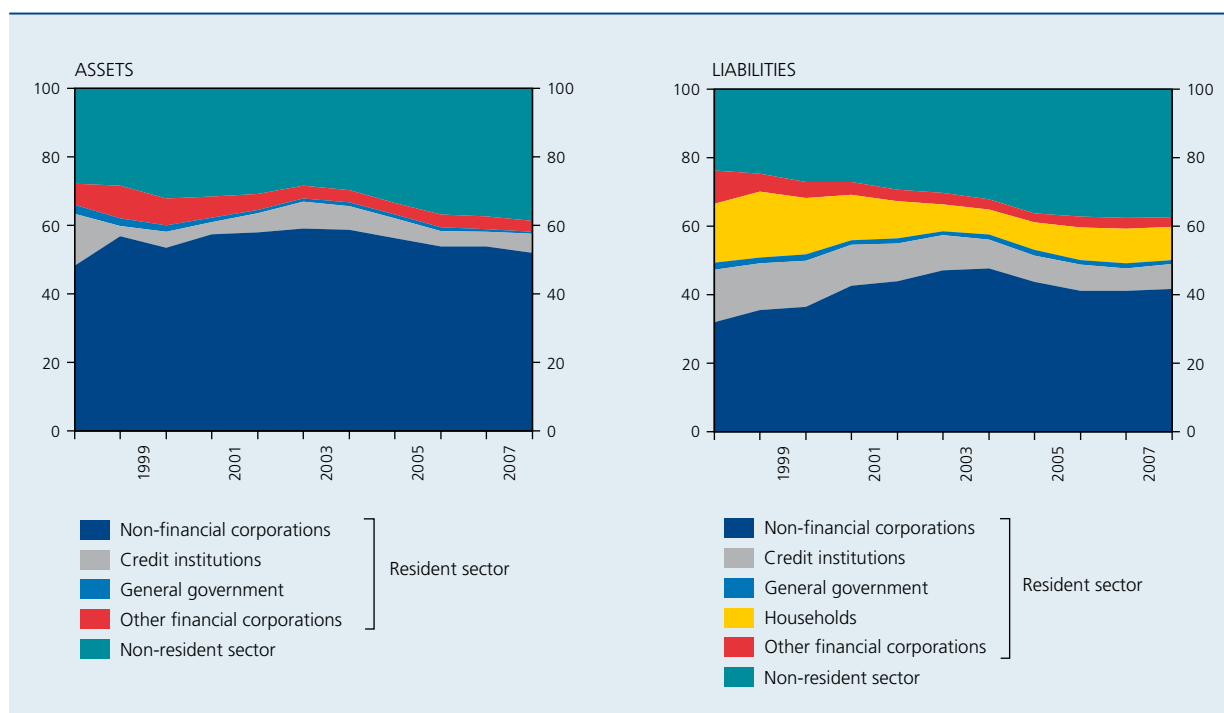 ASSETS
100 100
80 80
60 60
40 40
20 20
0 0
1999 2001 2003 2005 2007
Non-financial corporations
Credit institutions
General government
Other financial corporations
Resident sector
Non-resident sector
LIABILITIES
100 100
80 80
60 60
40 40
20 20
0 0
1999 2001 2003 2005 2007
Non-financial corporations
Credit institutions
General government
Households
Other financial corporations
Resident sector
Non-resident sector